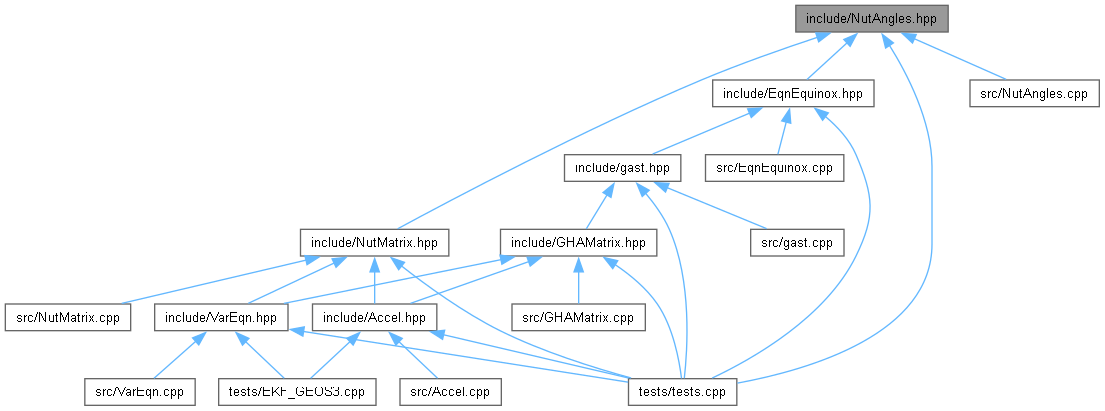 include/NutAngles.hpp
include/EqnEquinox.hpp
src/NutAngles.cpp
include/gast.hpp
src/EqnEquinox.cpp
include/NutMatrix.hpp
include/GHAMatrix.hpp
src/gast.cpp
src/NutMatrix.cpp
include/VarEqn.hpp
include/Accel.hpp
src/GHAMatrix.cpp
src/VarEqn.cpp
tests/EKF_GEOS3.cpp
src/Accel.cpp
tests/tests.cpp